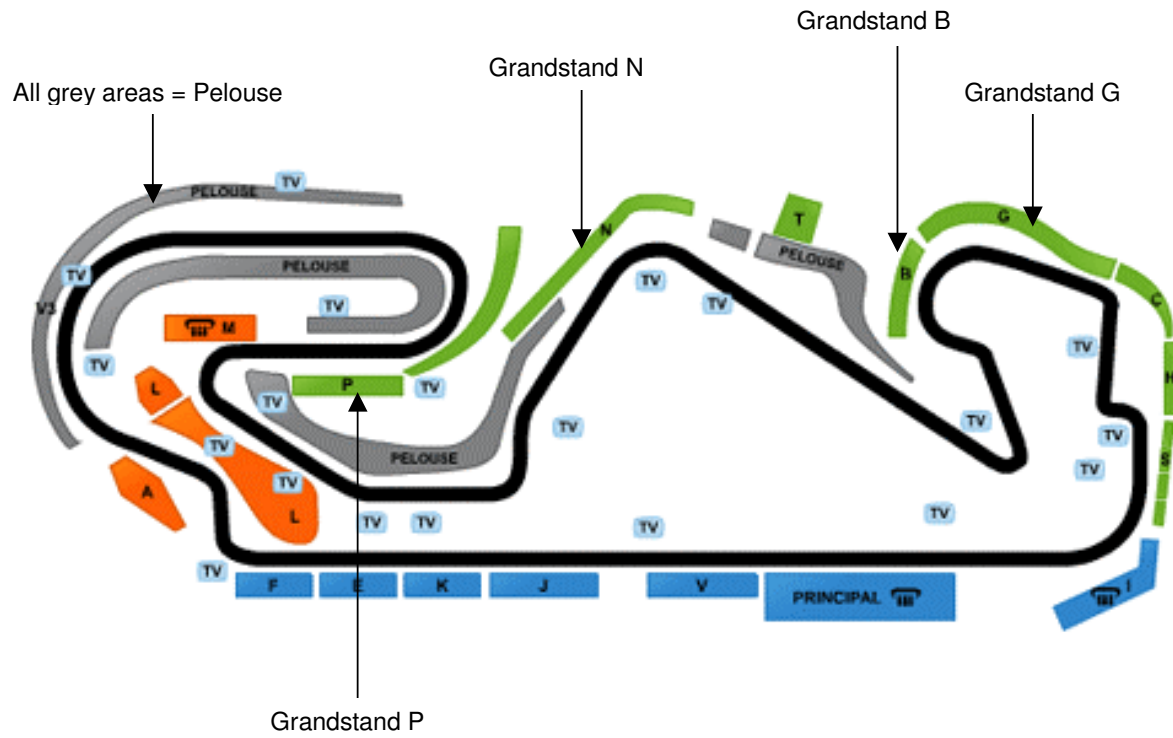 Grandstand B
Grandstand N
All grey areas = Pelouse
Grandstand G
TV
PELOUSE
T
G
N
PELOUSE
B
PELOUSE
TV
TV
TV
C
V3
TV
M
TV
H
TV
L
P
TV
TV
TV
TV
TV
TV
PELOUSE
S
TV
A
TV
L
TV
TV
TV
TV
TV
F
E
K
J
V
PRINCIPAL
I
Grandstand P